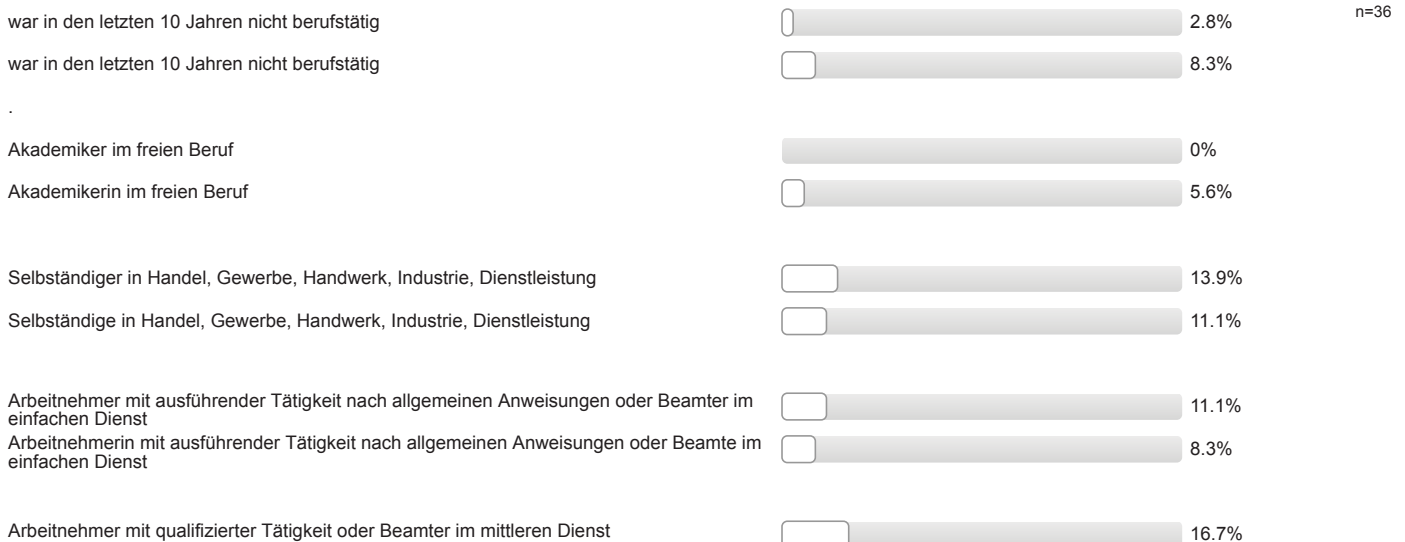 war in den letzten 10 Jahren nicht berufstätig 2.8% n=36
war in den letzten 10 Jahren nicht berufstätig 8.3%
.
Akademiker im freien Beruf 0%
Akademikerin im freien Beruf 5.6%
Selbständiger in Handel, Gewerbe, Handwerk, Industrie, Dienstleistung 13.9%
Selbständige in Handel, Gewerbe, Handwerk, Industrie, Dienstleistung 11.1%
Arbeitnehmer mit ausführender Tätigkeit nach allgemeinen Anweisungen oder Beamter im
einfachen Dienst 11.1%
Arbeitnehmerin mit ausführender Tätigkeit nach allgemeinen Anweisungen oder Beamte im
einfachen Dienst 8.3%
Arbeitnehmer mit qualifizierter Tätigkeit oder Beamter im mittleren Dienst 16.7%